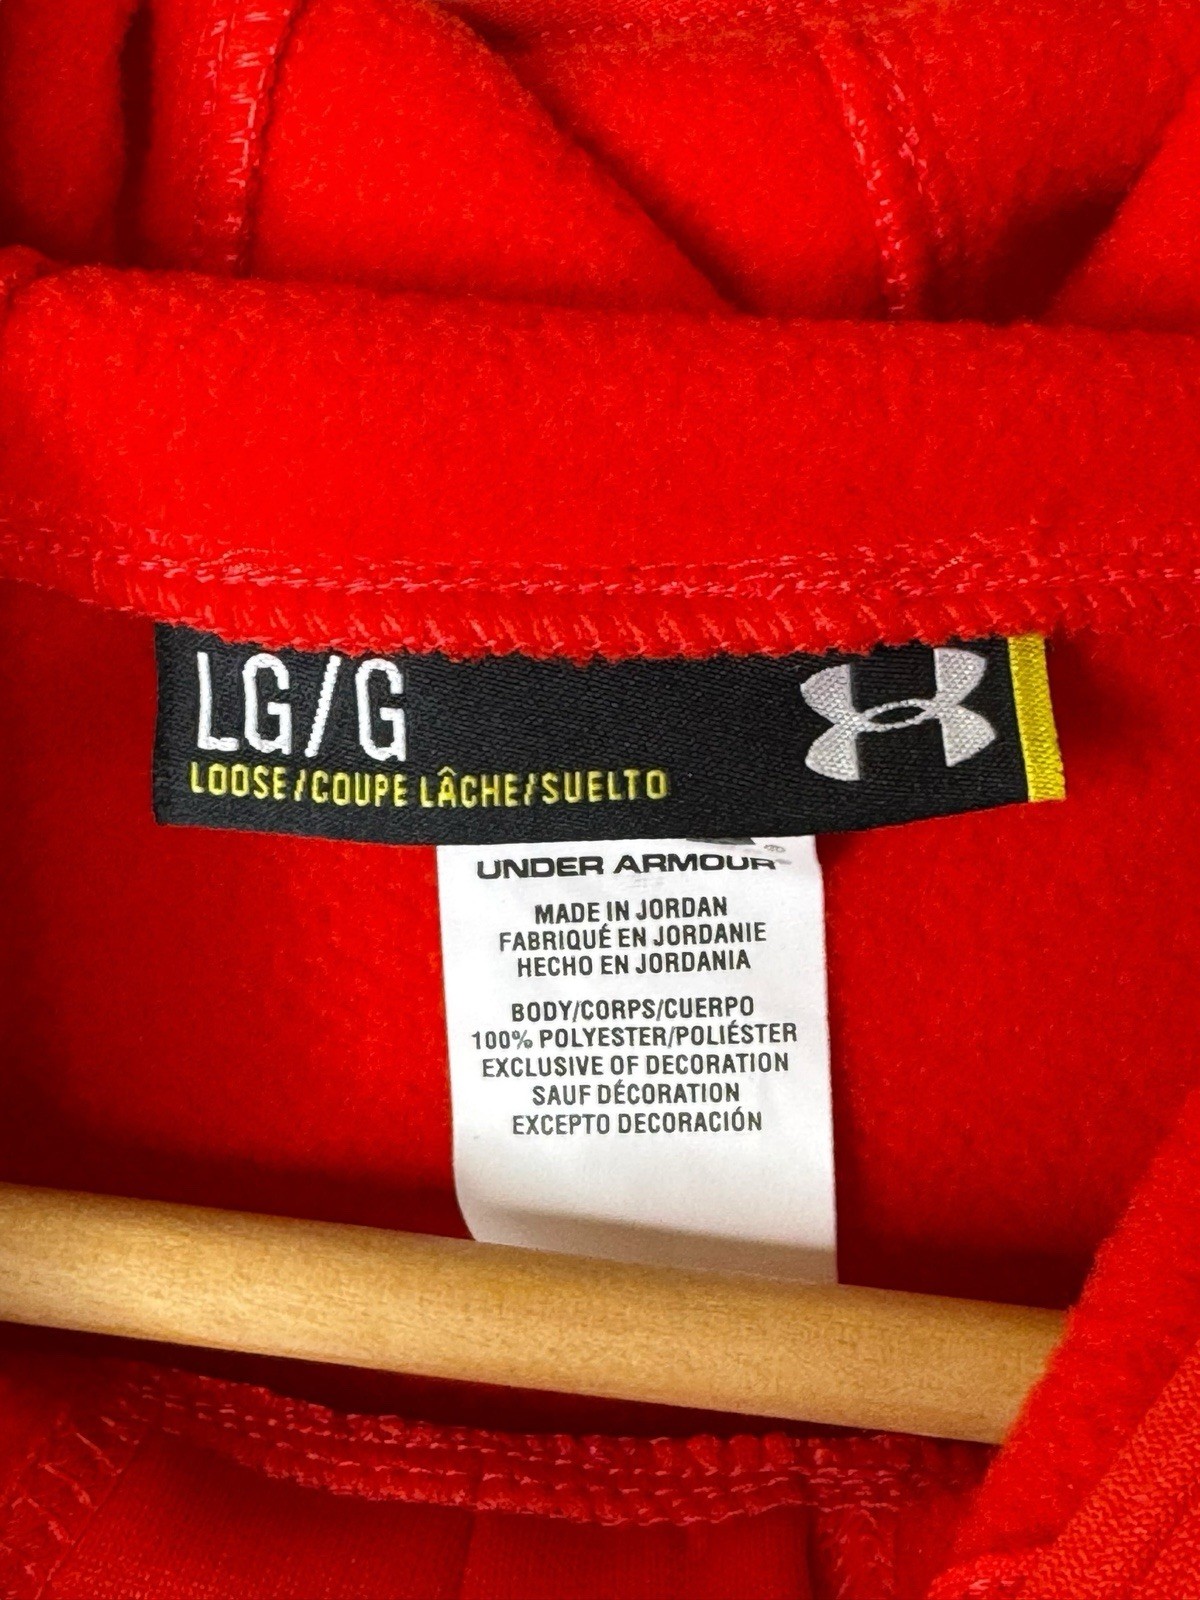 LG/G
LOOSE/COUPE LÂCHE/SUELTO
UNDER ARMOUR
MADE IN JORDAN
FABRIQUÉ EN JORDANIE
HECHO EN JORDANIA
BODY/CORPS/CUERPO
100% POLYESTER/POLIÉSTER
EXCLUSIVE OF DECORATION
SAUF DÉCORATION
EXCEPTO DECORACIÓN